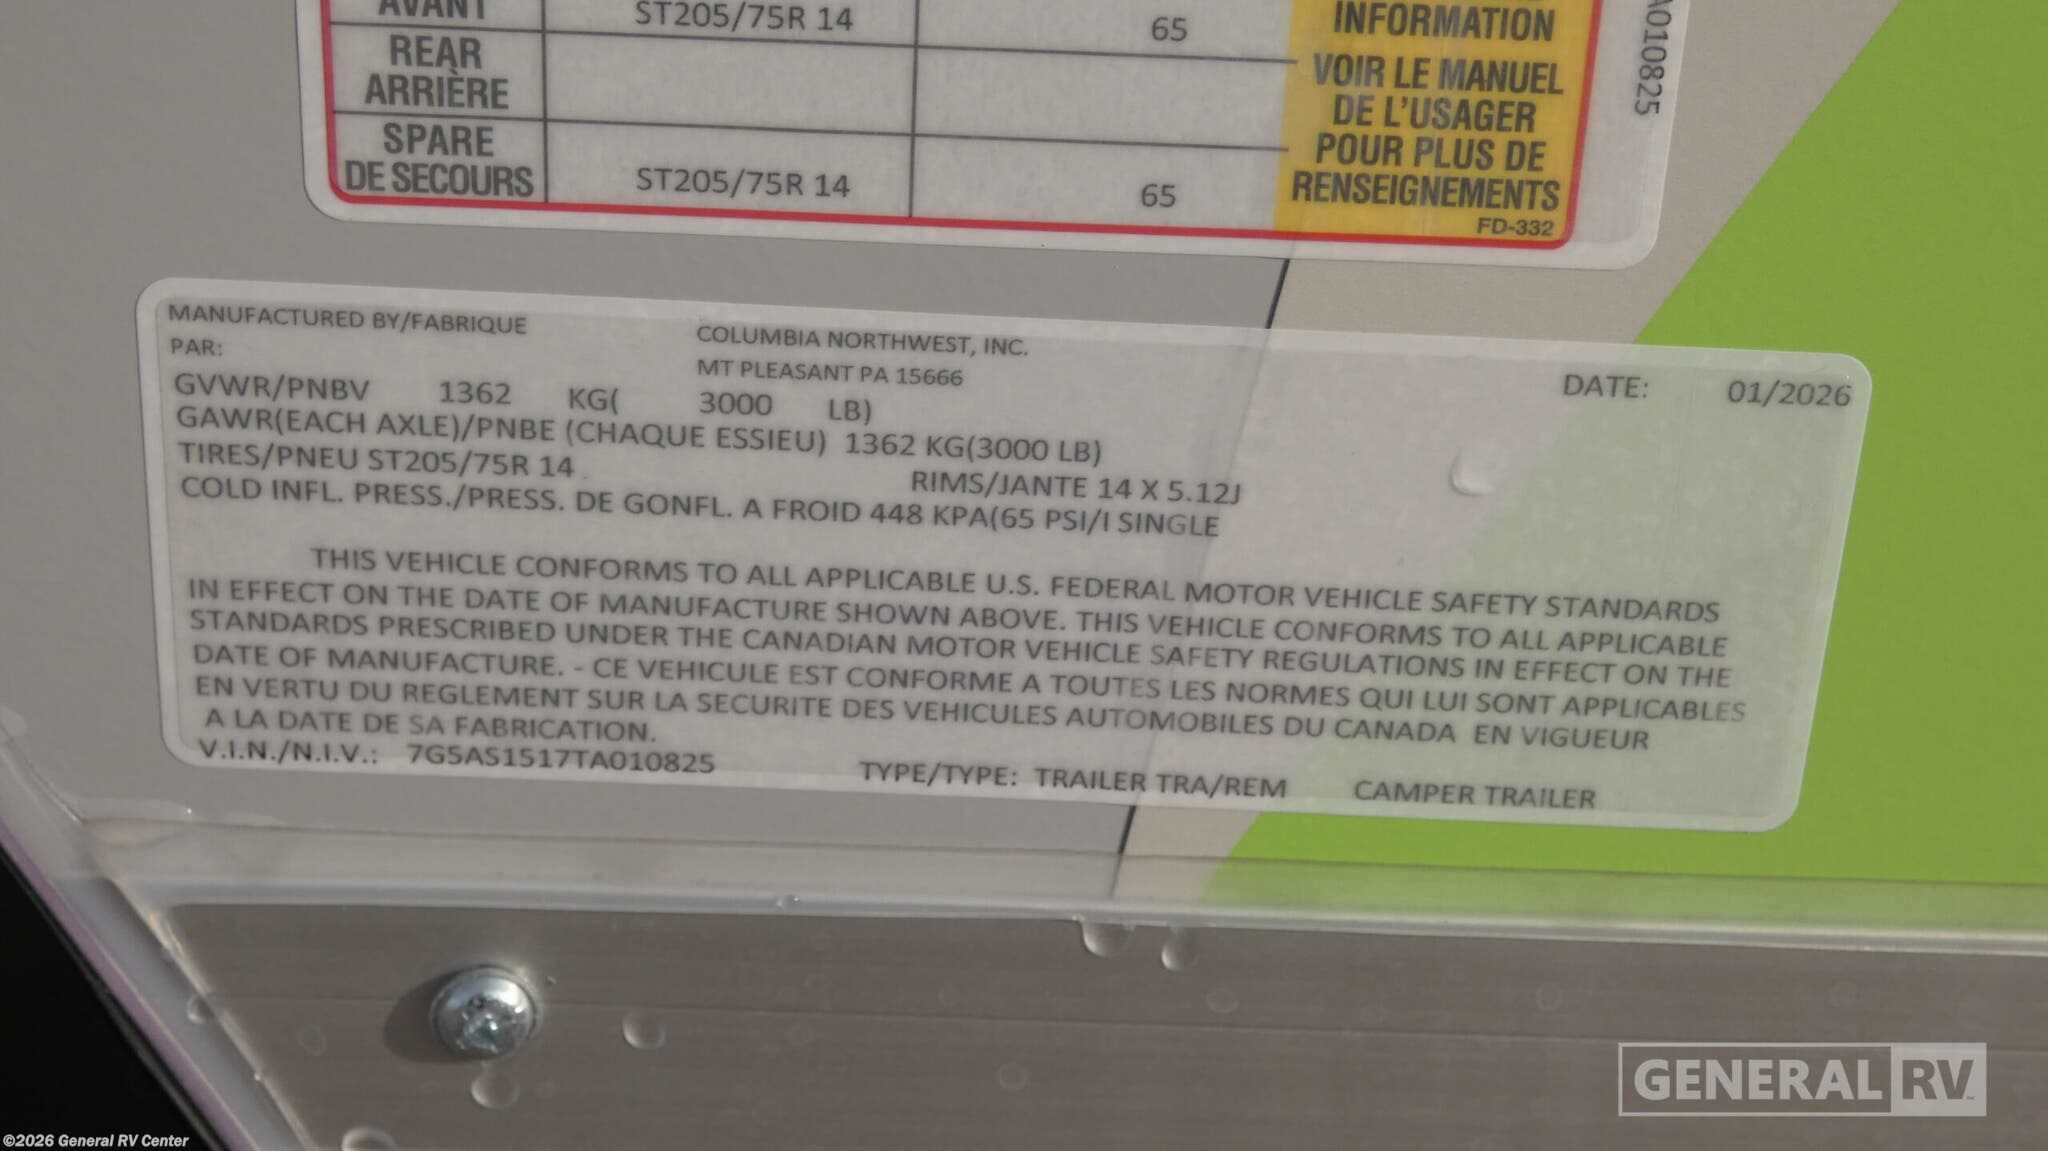 AVANT ST205/75R 14 65
INFORMATION
REAR
ARRIÈRE
VOIR LE MANUEL
DE L'USAGER
POUR PLUS DE
RENSEIGNEMENTS
SPARE
DE SECOURS ST205/75R 14 65
FD-332
A010825
MANUFACTURED BY/FABRIQUE COLUMBIA NORTHWEST, INC.
PAR: MT PLEASANT PA 15666
DATE: 01/2026
GVWR/PNBV 1362 KG( 3000 LB)
GAWR(EACH AXLE)/PNBE (CHAQUE ESSIEU) 1362 KG(3000 LB)
TIRES/PNEU ST205/75R 14 RIMS/JANTE 14 X 5.12J
COLD INFL. PRESS./PRESS. DE GONFL. A FROID 448 KPA(65 PSI/I SINGLE
THIS VEHICLE CONFORMS TO ALL APPLICABLE U.S. FEDERAL MOTOR VEHICLE SAFETY STANDARDS
IN EFFECT ON THE DATE OF MANUFACTURE SHOWN ABOVE. THIS VEHICLE CONFORMS TO ALL APPLICABLE
STANDARDS PRESCRIBED UNDER THE CANADIAN MOTOR VEHICLE SAFETY REGULATIONS IN EFFECT ON THE
DATE OF MANUFACTURE. - CE VEHICULE EST CONFORME A TOUTES LES NORMES QUI LUI SONT APPLICABLES
EN VERTU DU REGLEMENT SUR LA SECURITE DES VEHICULES AUTOMOBILES DU CANADA EN VIGUEUR
A LA DATE DE SA FABRICATION.
V.I.N./N.I.V.: 7G5AS1517TA010825 TYPE/TYPE: TRAILER TRA/REM CAMPER TRAILER
GENERAL RV
©2026 General RV Center